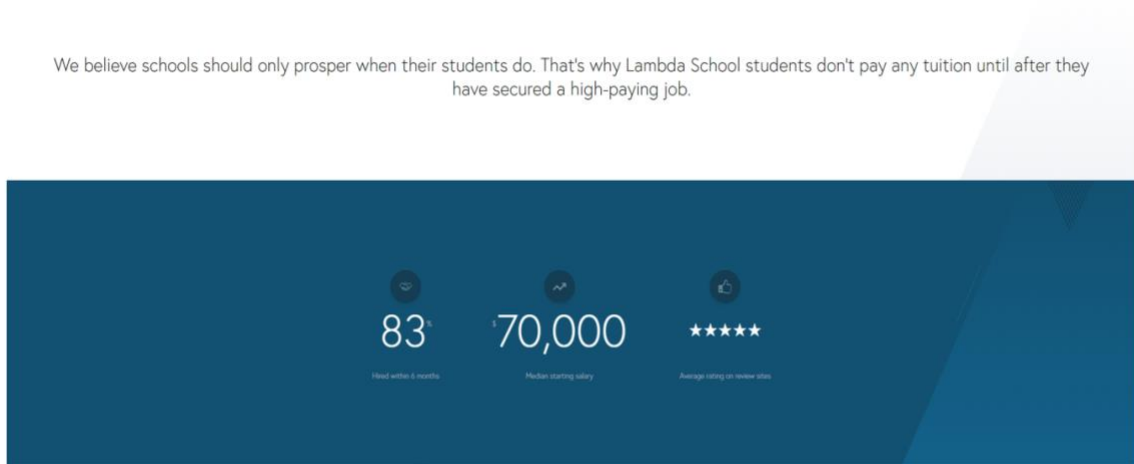 We believe schools should only prosper when their students do. That's why Lambda School students don't pay any tuition until after they
have secured a high-paying job.
83%
$70,000
★★★★★
Hired within 6 months
Median starting salary
Average rating on review sites